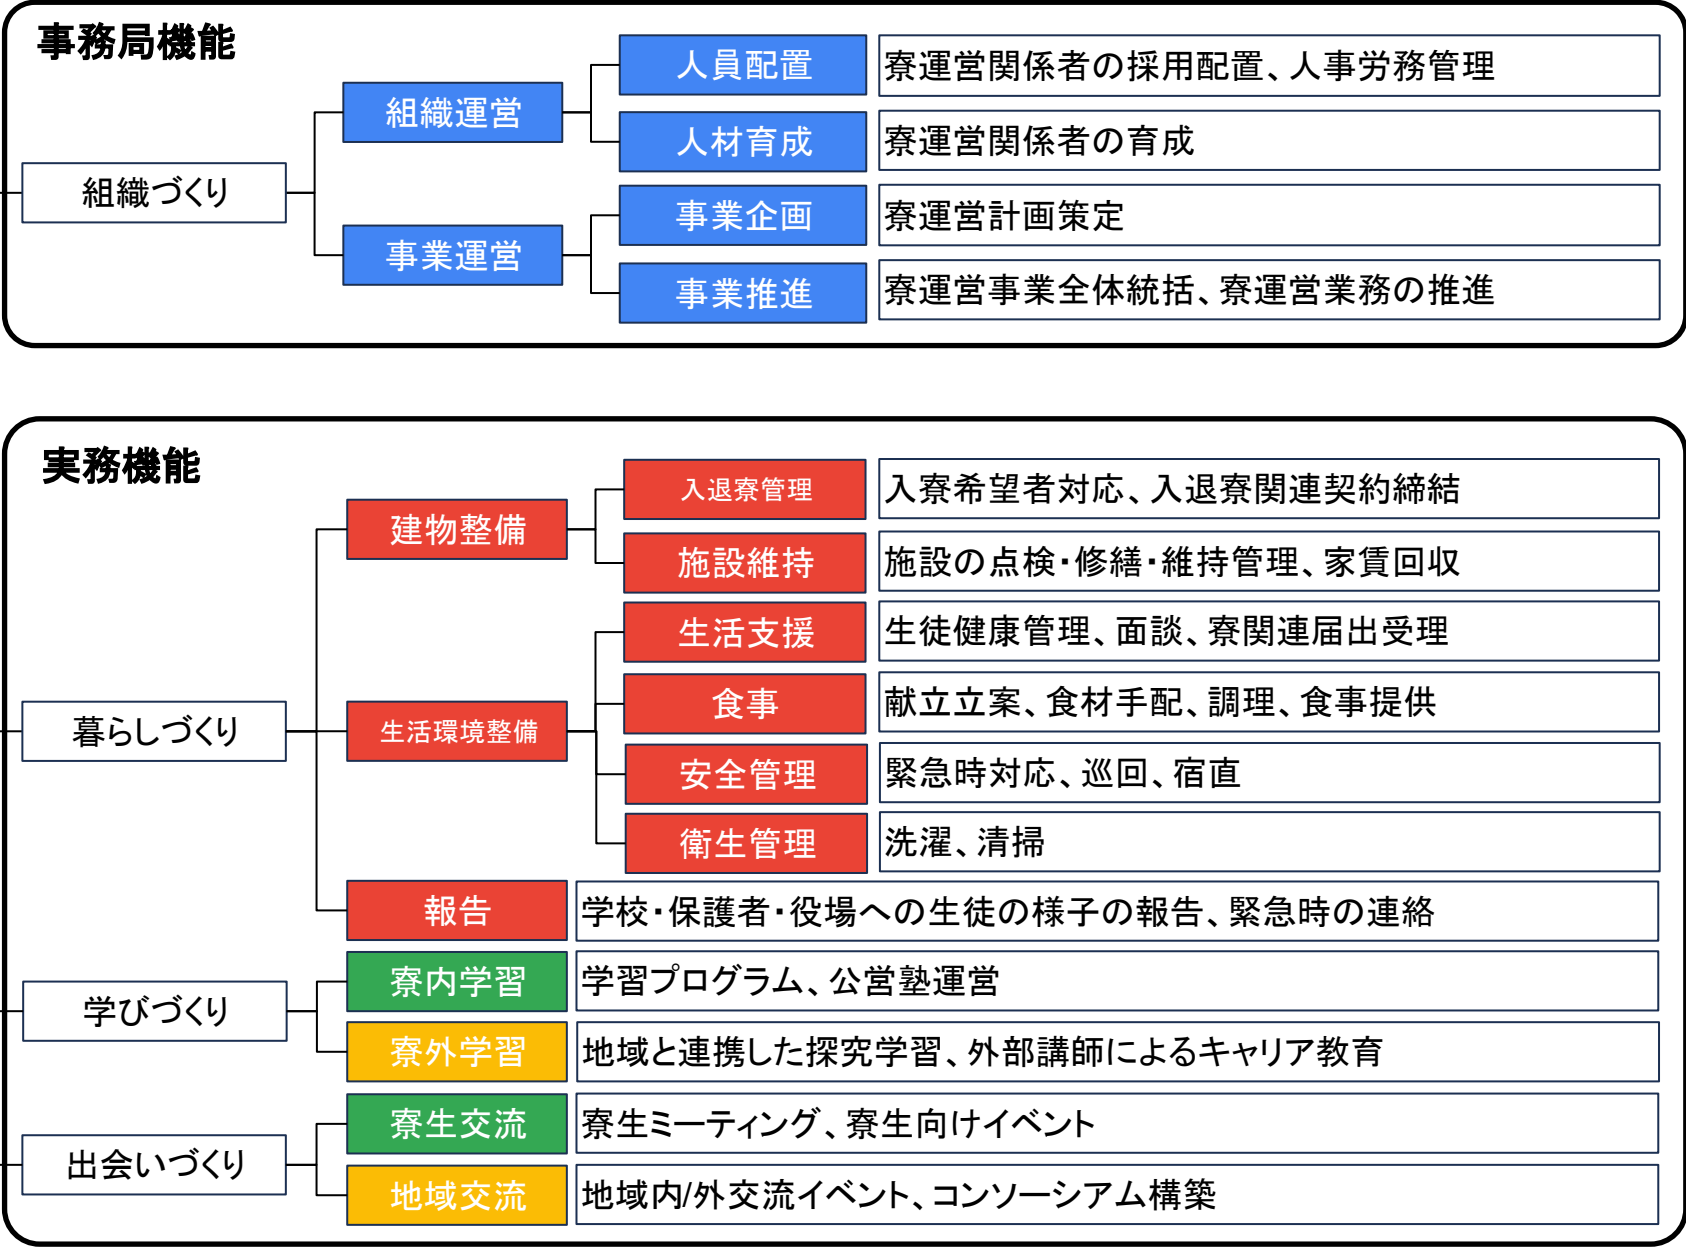 事務局機能
組織づくり
組織運営
人員配置
寮運営関係者の採用配置、人事労務管理
人材育成
寮運営関係者の育成
事業運営
事業企画
寮運営計画策定
事業推進
寮運営事業全体統括、寮運営業務の推進
実務機能
暮らしづくり
建物整備
入退寮管理
入寮希望者対応、入退寮関連契約締結
施設維持
施設の点検・修繕・維持管理、家賃回収
生活環境整備
生活支援
生徒健康管理、面談、寮関連届出受理
食事
献立立案、食材手配、調理、食事提供
安全管理
緊急時対応、巡回、宿直
衛生管理
洗濯、清掃
報告
学校・保護者・役場への生徒の様子の報告、緊急時の連絡
学びづくり
寮内学習
学習プログラム、公営塾運営
寮外学習
地域と連携した探究学習、外部講師によるキャリア教育
出会いづくり
寮生交流
寮生ミーティング、寮生向けイベント
地域交流
地域内/外交流イベント、コンソーシアム構築